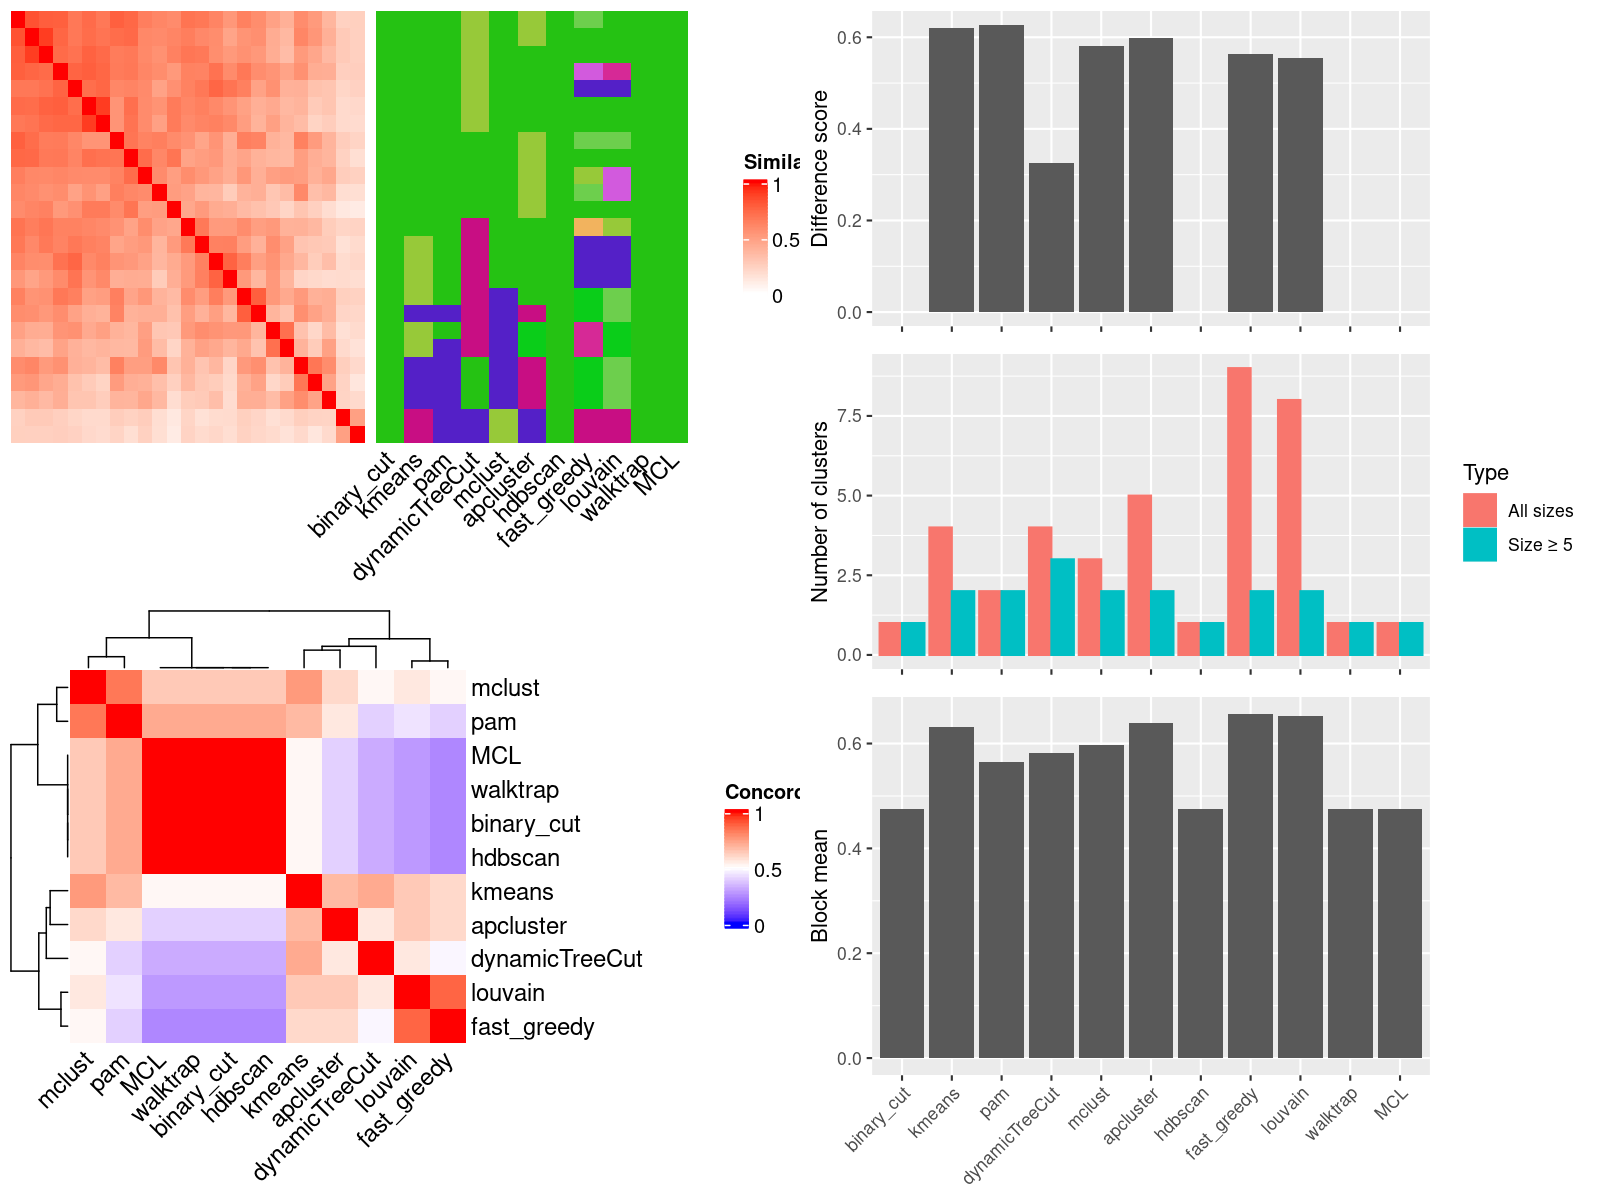 Simila
1
0.5
0
binary_cut
kmeans
pam
dynamicTreeCut
mclust
apcluster
hdbscan
fast_greedy
louvain
walktrap
MCL
mclust
pam
MCL
walktrap
binary_cut
hdbscan
kmeans
apcluster
dynamicTreeCut
louvain
fast_greedy
Concord
1
0.5
0
mclust
pam
MCL
walktrap
binary_cut
hdbscan
kmeans
apcluster
dynamicTreeCut
louvain
fast_greedy
Difference score
0.6
0.4
0.2
0.0
Number of clusters
7.5
5.0
2.5
0.0
Type
All sizes
Size ≥ 5
Block mean
0.6
0.4
0.2
0.0
binary_cut
kmeans
pam
dynamicTreeCut
mclust
apcluster
hdbscan
fast_greedy
louvain
walktrap
MCL